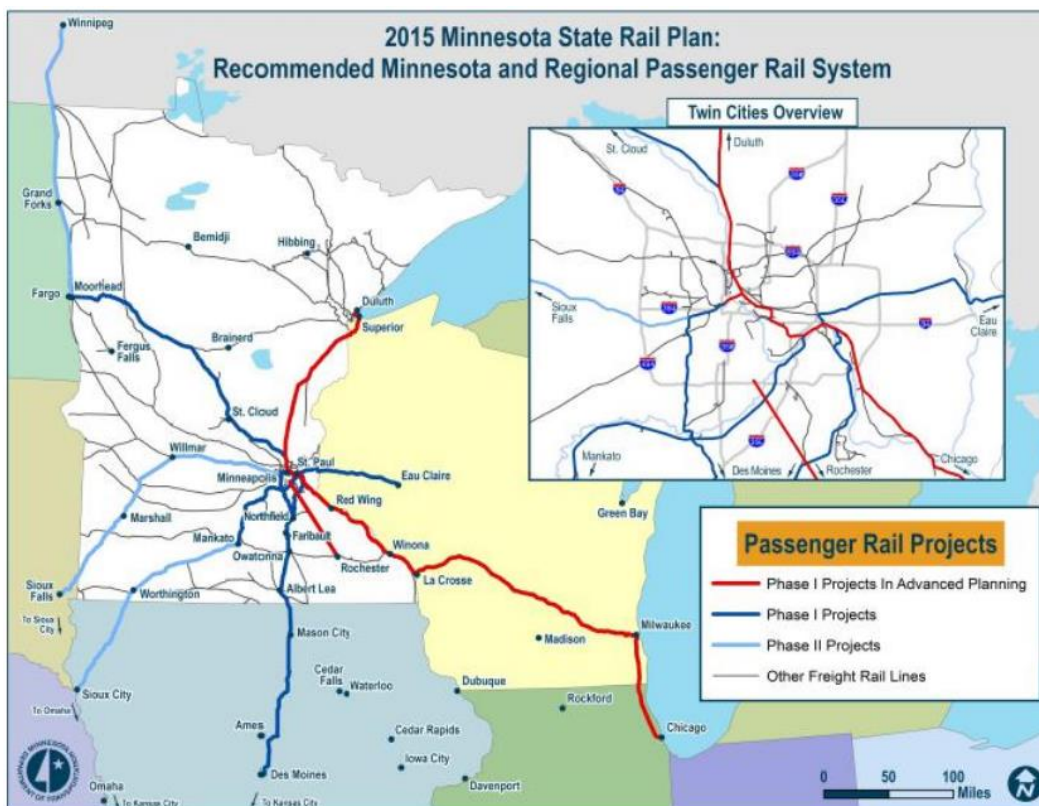 2015 Minnesota State Rail Plan:
Recommended Minnesota and Regional Passenger Rail System
Winnipeg
Grand
Forks
Bemidji
Hibbing
Fargo
Moorhead
Duluth
Superior
Fergus
Falls
Brainerd
St. Cloud
Willmar
St. Paul
Minneapolis
Eau Claire
Red Wing
Marshall
Northfield
Mankato
Faribault
Owatonna
Winona
Rochester
La Crosse
Sioux
Falls
Worthington
Albert Lea
To Sioux
City
Mason City
Sioux City
Cedar
Falls
Waterloo
Dubuque
Madison
Milwaukee
Green Bay
Rockford
Chicago
To Omaha
Ames
Cedar Rapids
Iowa City
Des Moines
Davenport
Omaha
To Kansas City
To Kansas City
Twin Cities Overview
St. Cloud
Duluth
Sioux
Falls
Eau
Claire
Mankato
Des Moines
Rochester
Chicago
Passenger Rail Projects
Phase I Projects In Advanced Planning
Phase I Projects
Phase II Projects
Other Freight Rail Lines
0 50 100
Miles
N